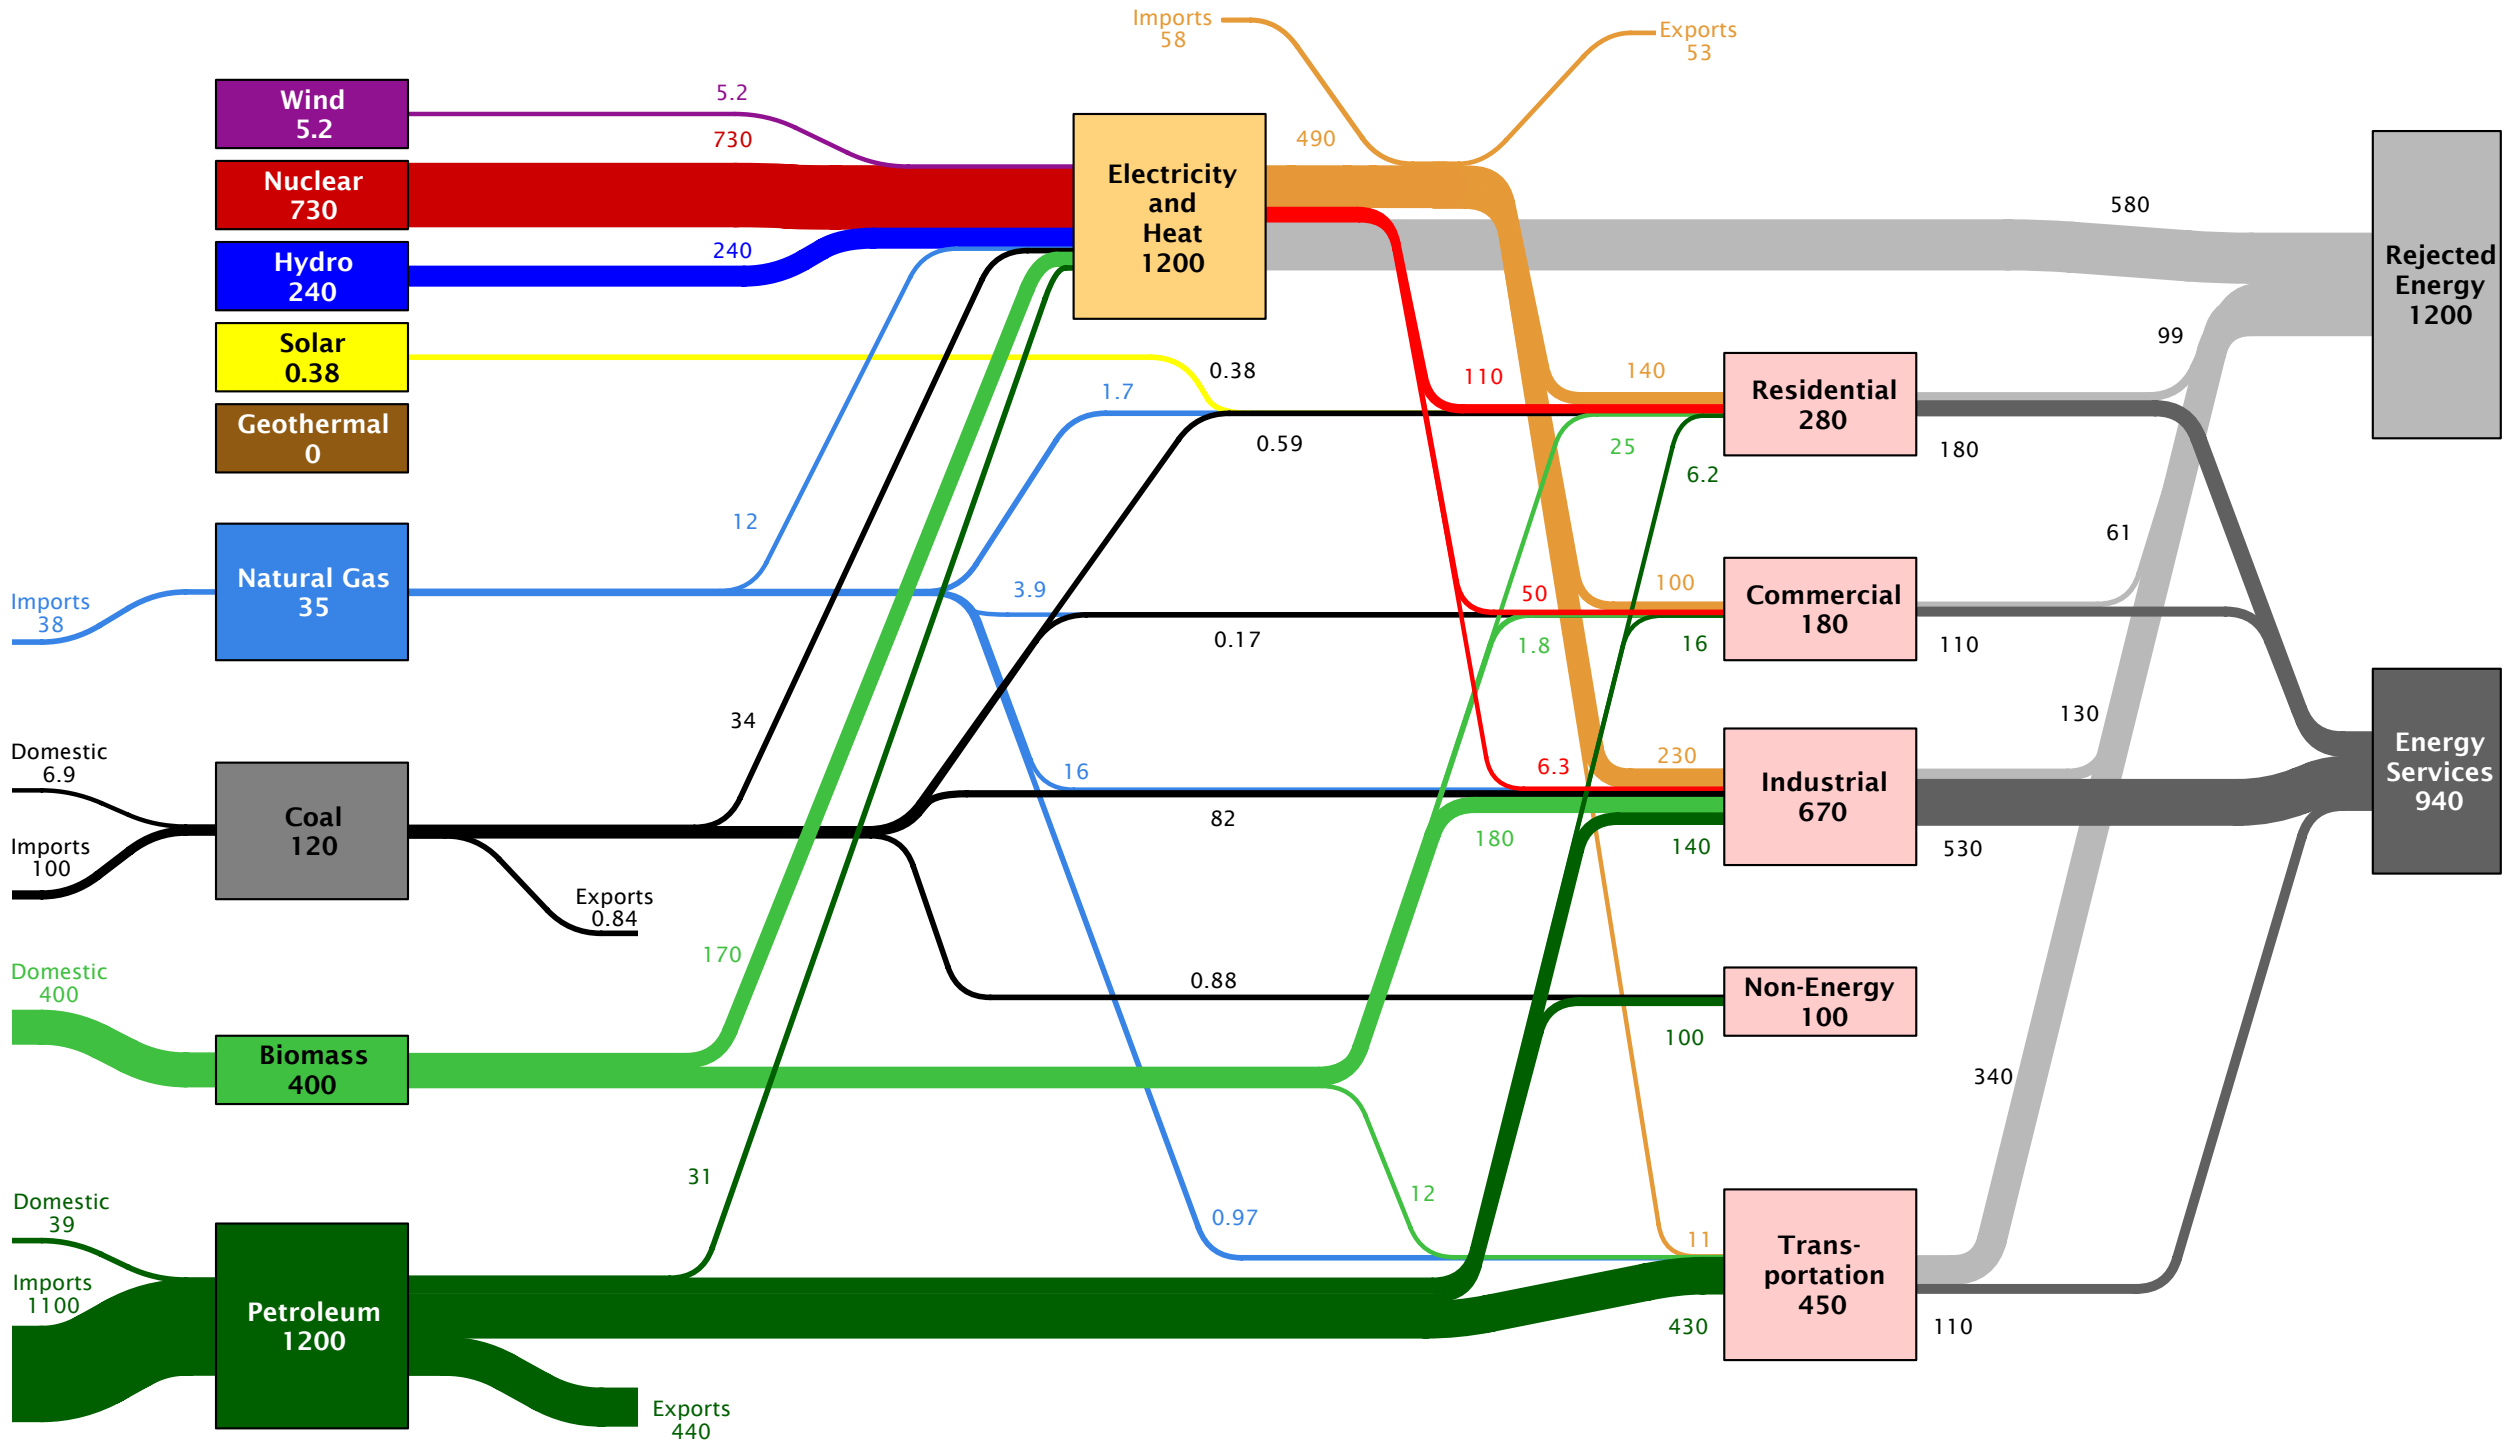 Imports
58
Exports
53
Wind
5.2
5.2
Nuclear
730
730
Hydro
240
240
Solar
0.38
0.38
Geothermal
0
Natural Gas
35
Imports
38
12
1.7
3.9
16
0.97
Domestic
6.9
Imports
100
Coal
120
34
Exports
0.84
0.59
0.17
82
0.88
Domestic
400
Biomass
400
170
25
1.8
180
12
Domestic
39
Imports
1100
Petroleum
1200
31
Exports
440
6.2
16
140
100
430
Electricity
and
Heat
1200
490
110
50
6.3
140
100
230
11
580
Residential
280
99
180
Commercial
180
61
110
Industrial
670
130
530
Non-Energy
100
Trans-
portation
450
340
110
Rejected
Energy
1200
Energy
Services
940